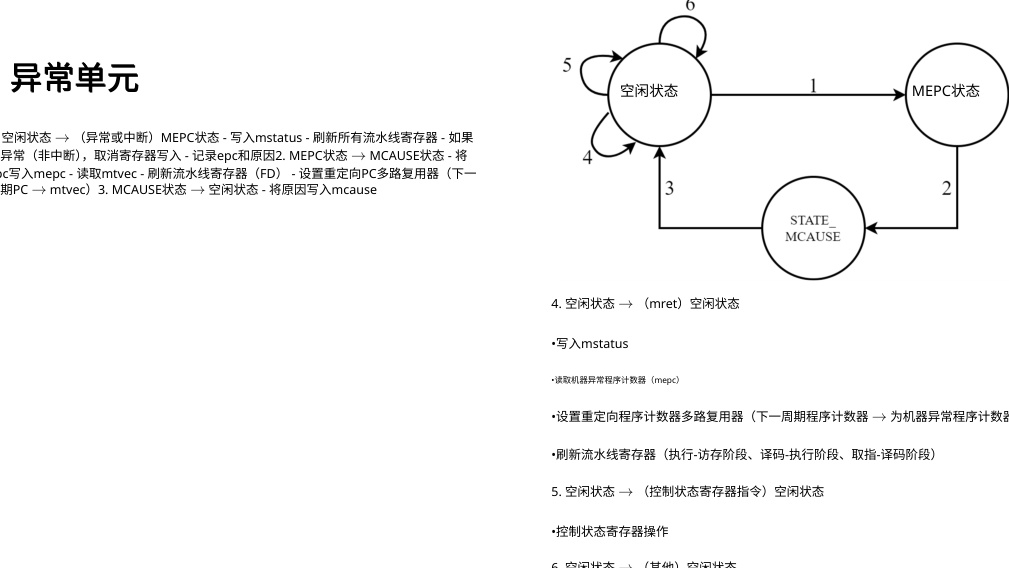 异常单元
空闲状态 → （异常或中断）MEPC状态 - 写入mstatus - 刷新所有流水线寄存器 - 如果
异常（非中断），取消寄存器写入 - 记录epc和原因2. MEPC状态 → MCAUSE状态 - 将
pc写入mepc - 读取mtvec - 刷新流水线寄存器（FD） - 设置重定向PC多路复用器（下一
期PC → mtvec）3. MCAUSE状态 → 空闲状态 - 将原因写入mcause
6
5
空闲状态
1
MEPC状态
4
3
2
STATE_
MCAUSE
4. 空闲状态 → （mret）空闲状态
•写入mstatus
•读取机器异常程序计数器（mepc）
•设置重定向程序计数器多路复用器（下一周期程序计数器 → 为机器异常程序计数器
•刷新流水线寄存器（执行-访存阶段、译码-执行阶段、取指-译码阶段）
5. 空闲状态 → （控制状态寄存器指令）空闲状态
•控制状态寄存器操作
6. 空闲状态 → （其他）空闲状态